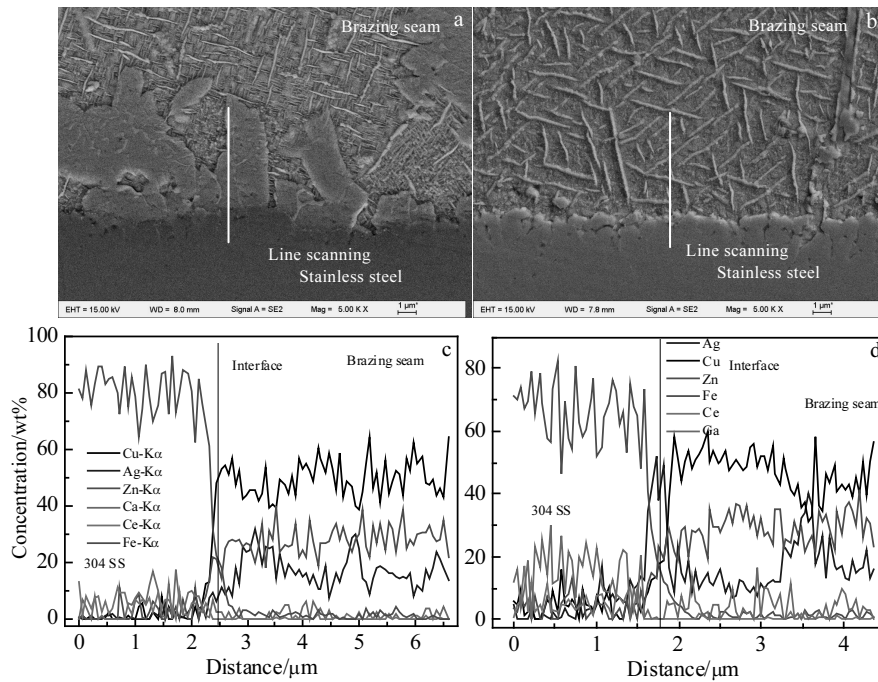 Brazing seam a
Line scanning
Stainless steel
EHT = 15.00 kV WD = 8.0 mm Signal A = SE2 Mag = 5.00 K X 1 μm
Brazing seam b
Line scanning
Stainless steel
EHT = 15.00 kV WD = 7.8 mm Signal A = SE2 Mag = 5.00 K X 1 μm
Concentration/wt%
100
80
60
40
20
0
Interface Brazing seam c
Cu-Kα
Ag-Kα
Zn-Kα
Ca-Kα
Ce-Kα
Fe-Kα
304 SS
0 1 2 3 4 5 6
Distance/μm
80
60
40
20
0
Ag
Cu
Zn
Fe
Ce
Ga
Interface
d
Brazing seam
304 SS
0 1 2 3 4
Distance/μm